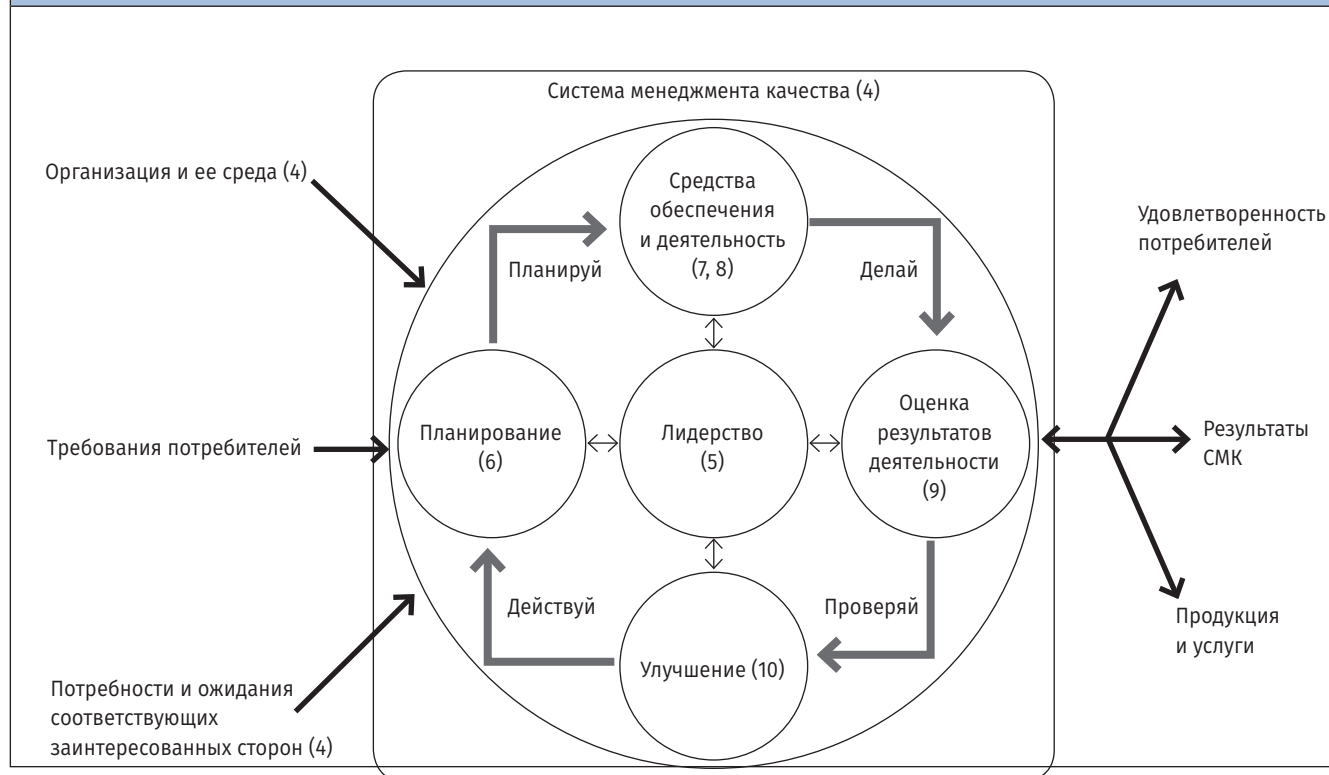 Система менеджмента качества (4)
Организация и ее среда (4)
Средства
обеспечения
и деятельность
(7, 8)
Удовлетворенность
потребителей
Планируй
Делай
Требования потребителей
Планирование
(6)
Лидерство
(5)
Оценка
результатов
деятельности
(9)
Результаты
СМК
Действуй
Проверяй
Улучшение (10)
Продукция
и услуги
Потребности и ожидания
соответствующих
заинтересованных сторон (4)